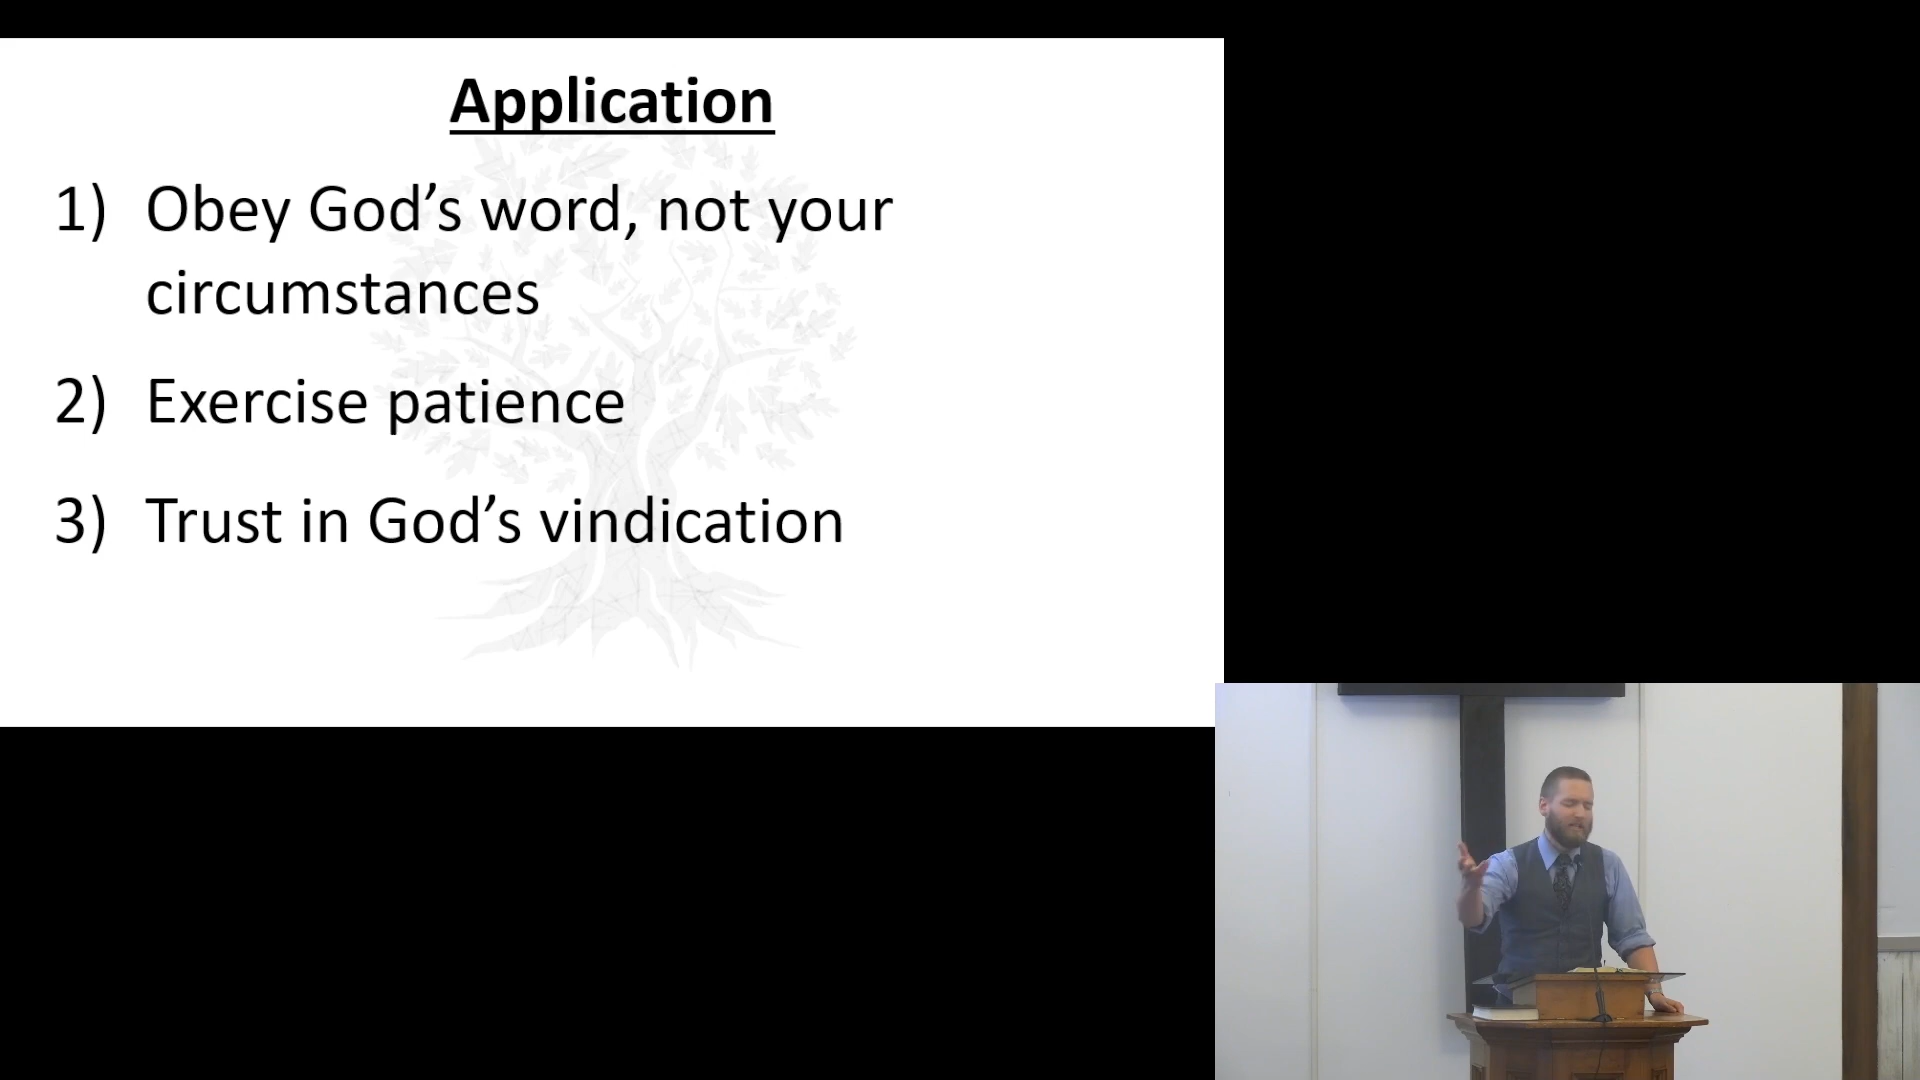 Application
1) Obey God’s word, not your
circumstances
2) Exercise patience
3) Trust in God’s vindication